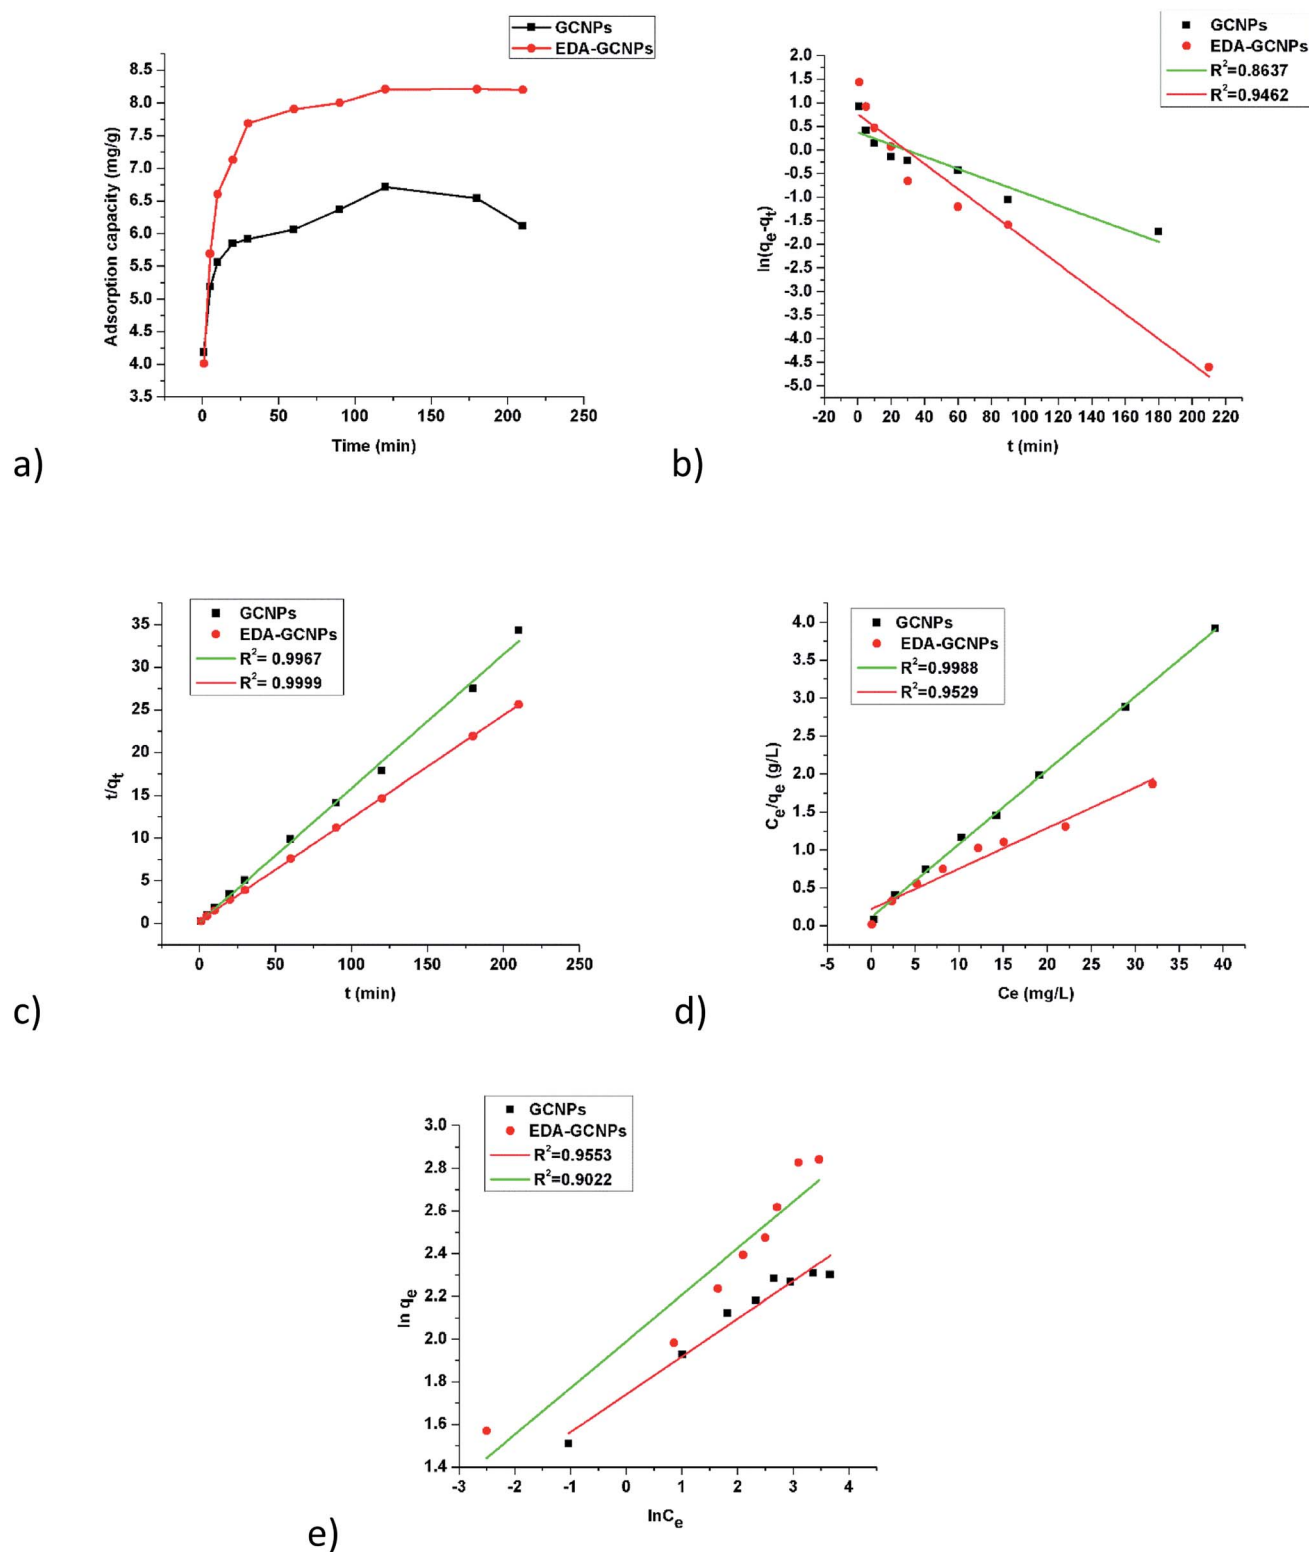 GCNPs
EDA-GCNPs
8.5
8.0
7.5
7.0
6.5
6.0
5.5
5.0
4.5
4.0
3.5
Adsorption capacity (mg/g)
0 50 100 150 200 250
Time (min)
a)
GCNPs
EDA-GCNPs
R²=0.8637
R²=0.9462
2.0
1.5
1.0
0.5
0.0
-0.5
-1.0
-1.5
-2.0
-2.5
-3.0
-3.5
-4.0
-4.5
-5.0
ln(qₑ-qₜ)
-20 0 20 40 60 80 100 120 140 160 180 200 220
t (min)
b)
GCNPs
EDA-GCNPs
R²= 0.9967
R²= 0.9999
35
30
25
20
15
10
5
0
t/qₜ
0 50 100 150 200 250
t (min)
c)
GCNPs
EDA-GCNPs
R²=0.9988
R²=0.9529
4.0
3.5
3.0
2.5
2.0
1.5
1.0
0.5
0.0
Cₑ/qₑ (g/L)
-5 0 5 10 15 20 25 30 35 40
Ce (mg/L)
d)
GCNPs
EDA-GCNPs
R²=0.9553
R²=0.9022
3.0
2.8
2.6
2.4
2.2
2.0
1.8
1.6
1.4
ln qₑ
-3 -2 -1 0 1 2 3 4
lnCₑ
e)